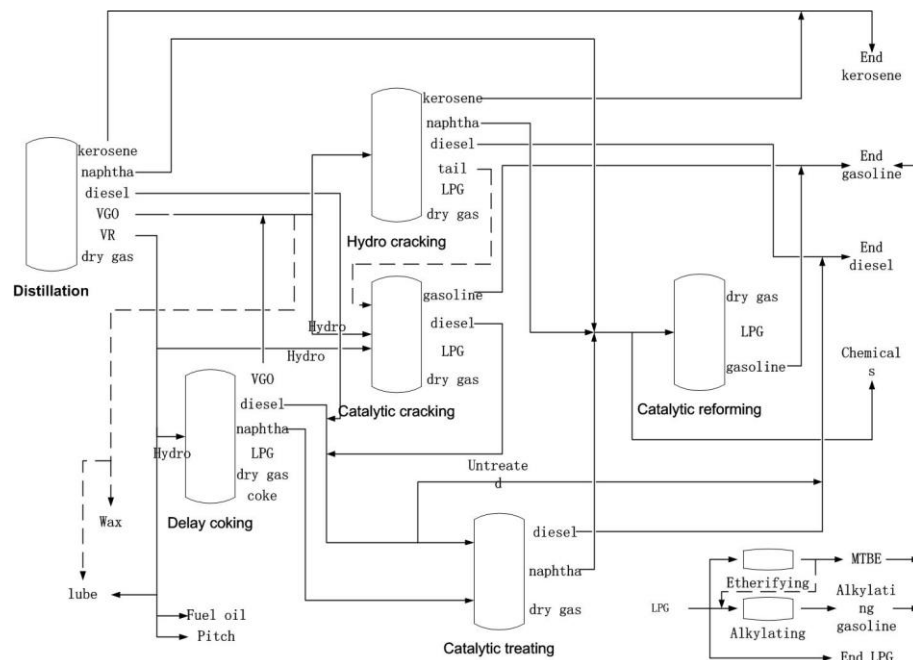 End
kerosene
kerosene
naphtha
diesel
VGO
VR
dry gas
Distillation
kerosene
naphtha
diesel
tail
LPG
dry gas
Hydro cracking
End
gasoline
End
diesel
gasoline
diesel
LPG
dry gas
Catalytic cracking
Hydro
Hydro
dry gas
LPG
gasoline
Catalytic reforming
Chemical
s
VGO
diesel
naphtha
LPG
dry gas
coke
Hydro
Delay coking
Untreate
d
Wax
lube
Fuel oil
Pitch
diesel
naphtha
dry gas
Catalytic treating
LPG
Etherifying
MTBE
Alkylating
Alkylati
ng
gasoline
End LPG